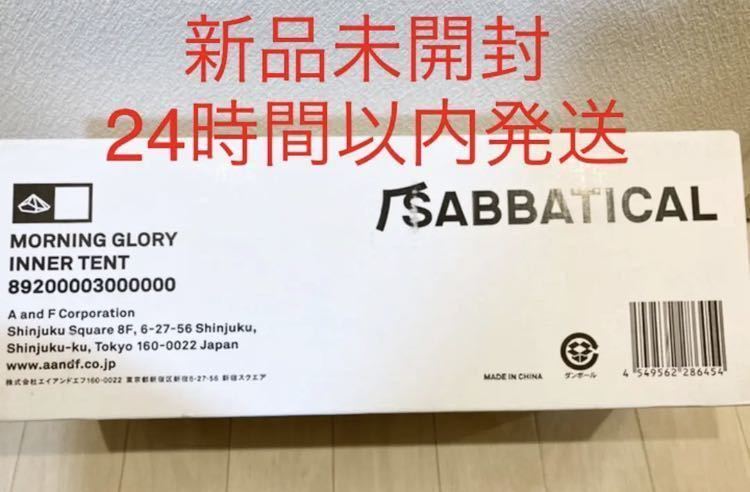 新品未開封
24時間以内発送
SABBATICAL
MORNING GLORY
INNER TENT
89200003000000
A and F Corporation
Shinjuku Square 8F, 6-27-56 Shinjuku,
Shinjuku-ku, Tokyo 160-0022 Japan
www.aandf.co.jp
株式会社エイアンドエフ160-0022 東京都新宿区新宿6-27-56 新宿スクエア
MADE IN CHINA
ダンボール
4 549562 286454